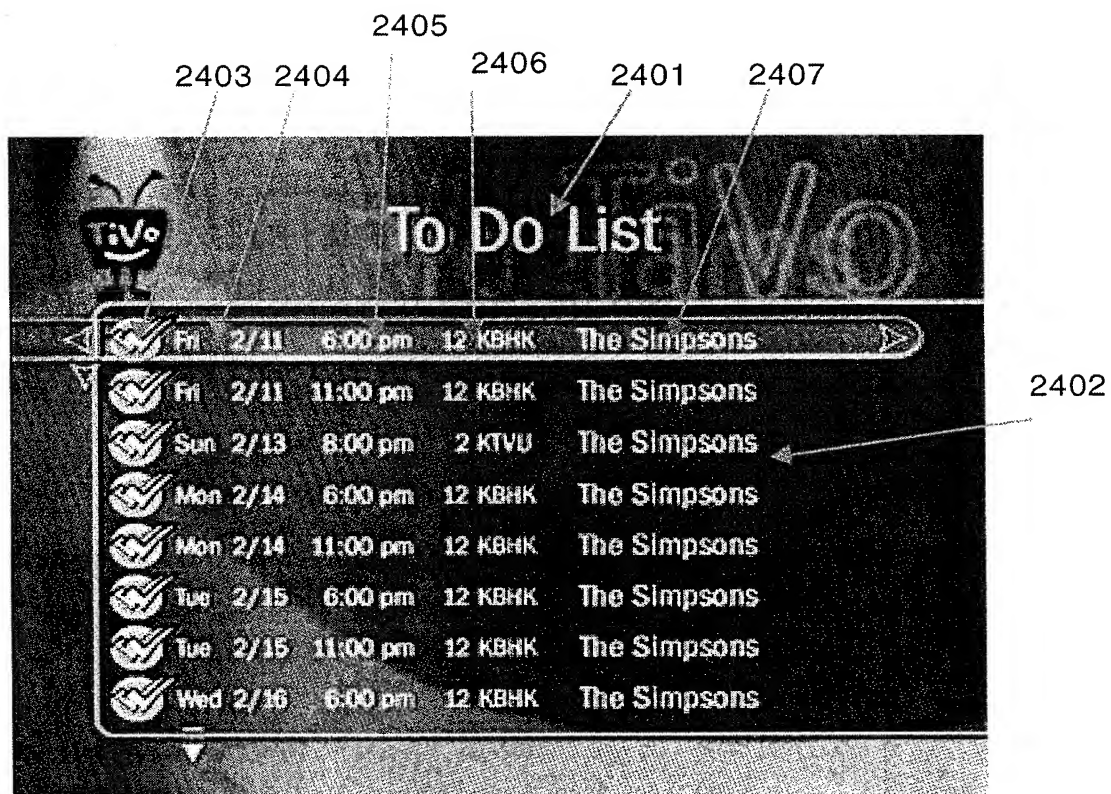 2405
2403 2404 2406 2401 2407
TiVo
To Do List
TiVo
Fri 2/11 6:00 pm 12 KBHK The Simpsons
Fri 2/11 11:00 pm 12 KBHK The Simpsons
2402
Sun 2/13 8:00 pm 2 KTVU The Simpsons
Mon 2/14 6:00 pm 12 KBHK The Simpsons
Mon 2/14 11:00 pm 12 KBHK The Simpsons
Tue 2/15 6:00 pm 12 KBHK The Simpsons
Tue 2/15 11:00 pm 12 KBHK The Simpsons
Wed 2/16 6:00 pm 12 KBHK The Simpsons